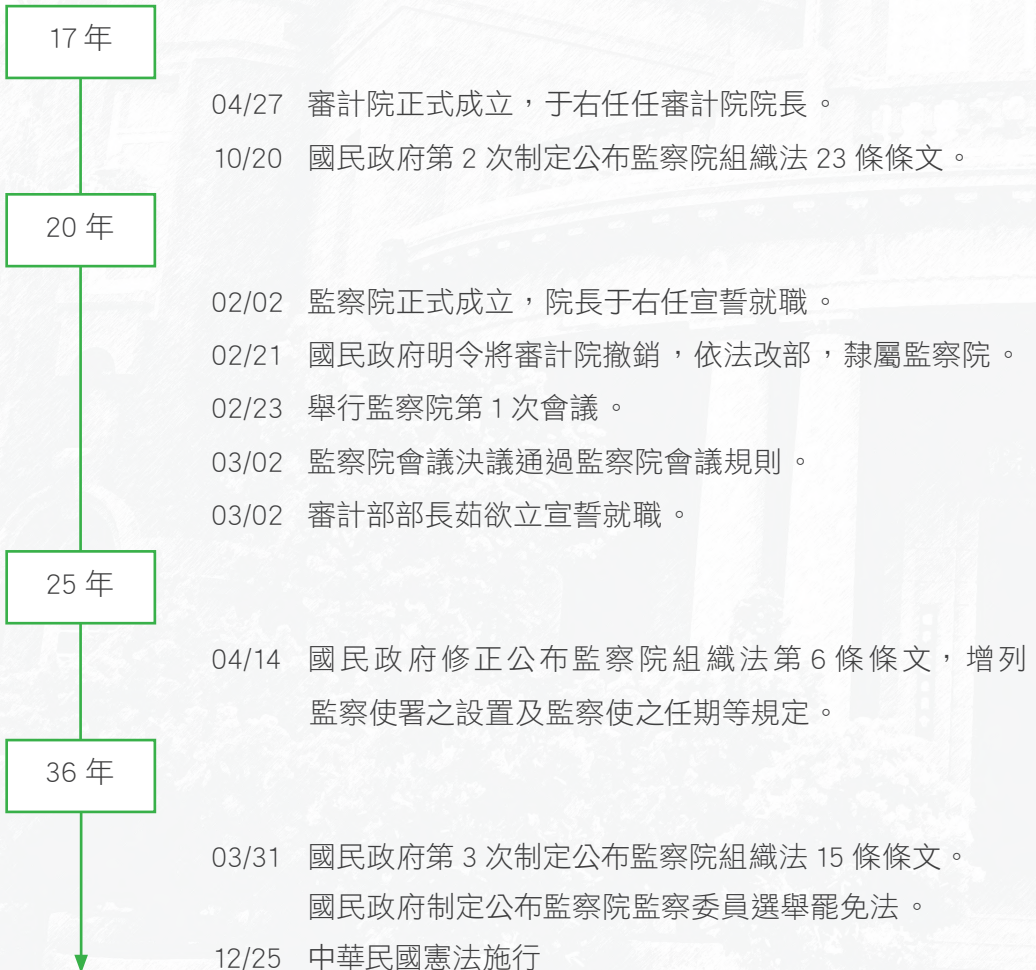 17 年
04/27 審計院正式成立，于右任任審計院院長。
10/20 國民政府第 2 次制定公布監察院組織法 23 條條文。
20 年
02/02 監察院正式成立，院長于右任宣誓就職。
02/21 國民政府明令將審計院撤銷，依法改部，隸屬監察院。
02/23 舉行監察院第 1 次會議。
03/02 監察院會議決議通過監察院會議規則。
03/02 審計部部長茹欲立宣誓就職。
25 年
04/14 國民政府修正公布監察院組織法第 6 條條文，增列
監察使署之設置及監察使之任期等規定。
36 年
03/31 國民政府第 3 次制定公布監察院組織法 15 條條文。
國民政府制定公布監察院監察委員選舉罷免法。
12/25 中華民國憲法施行